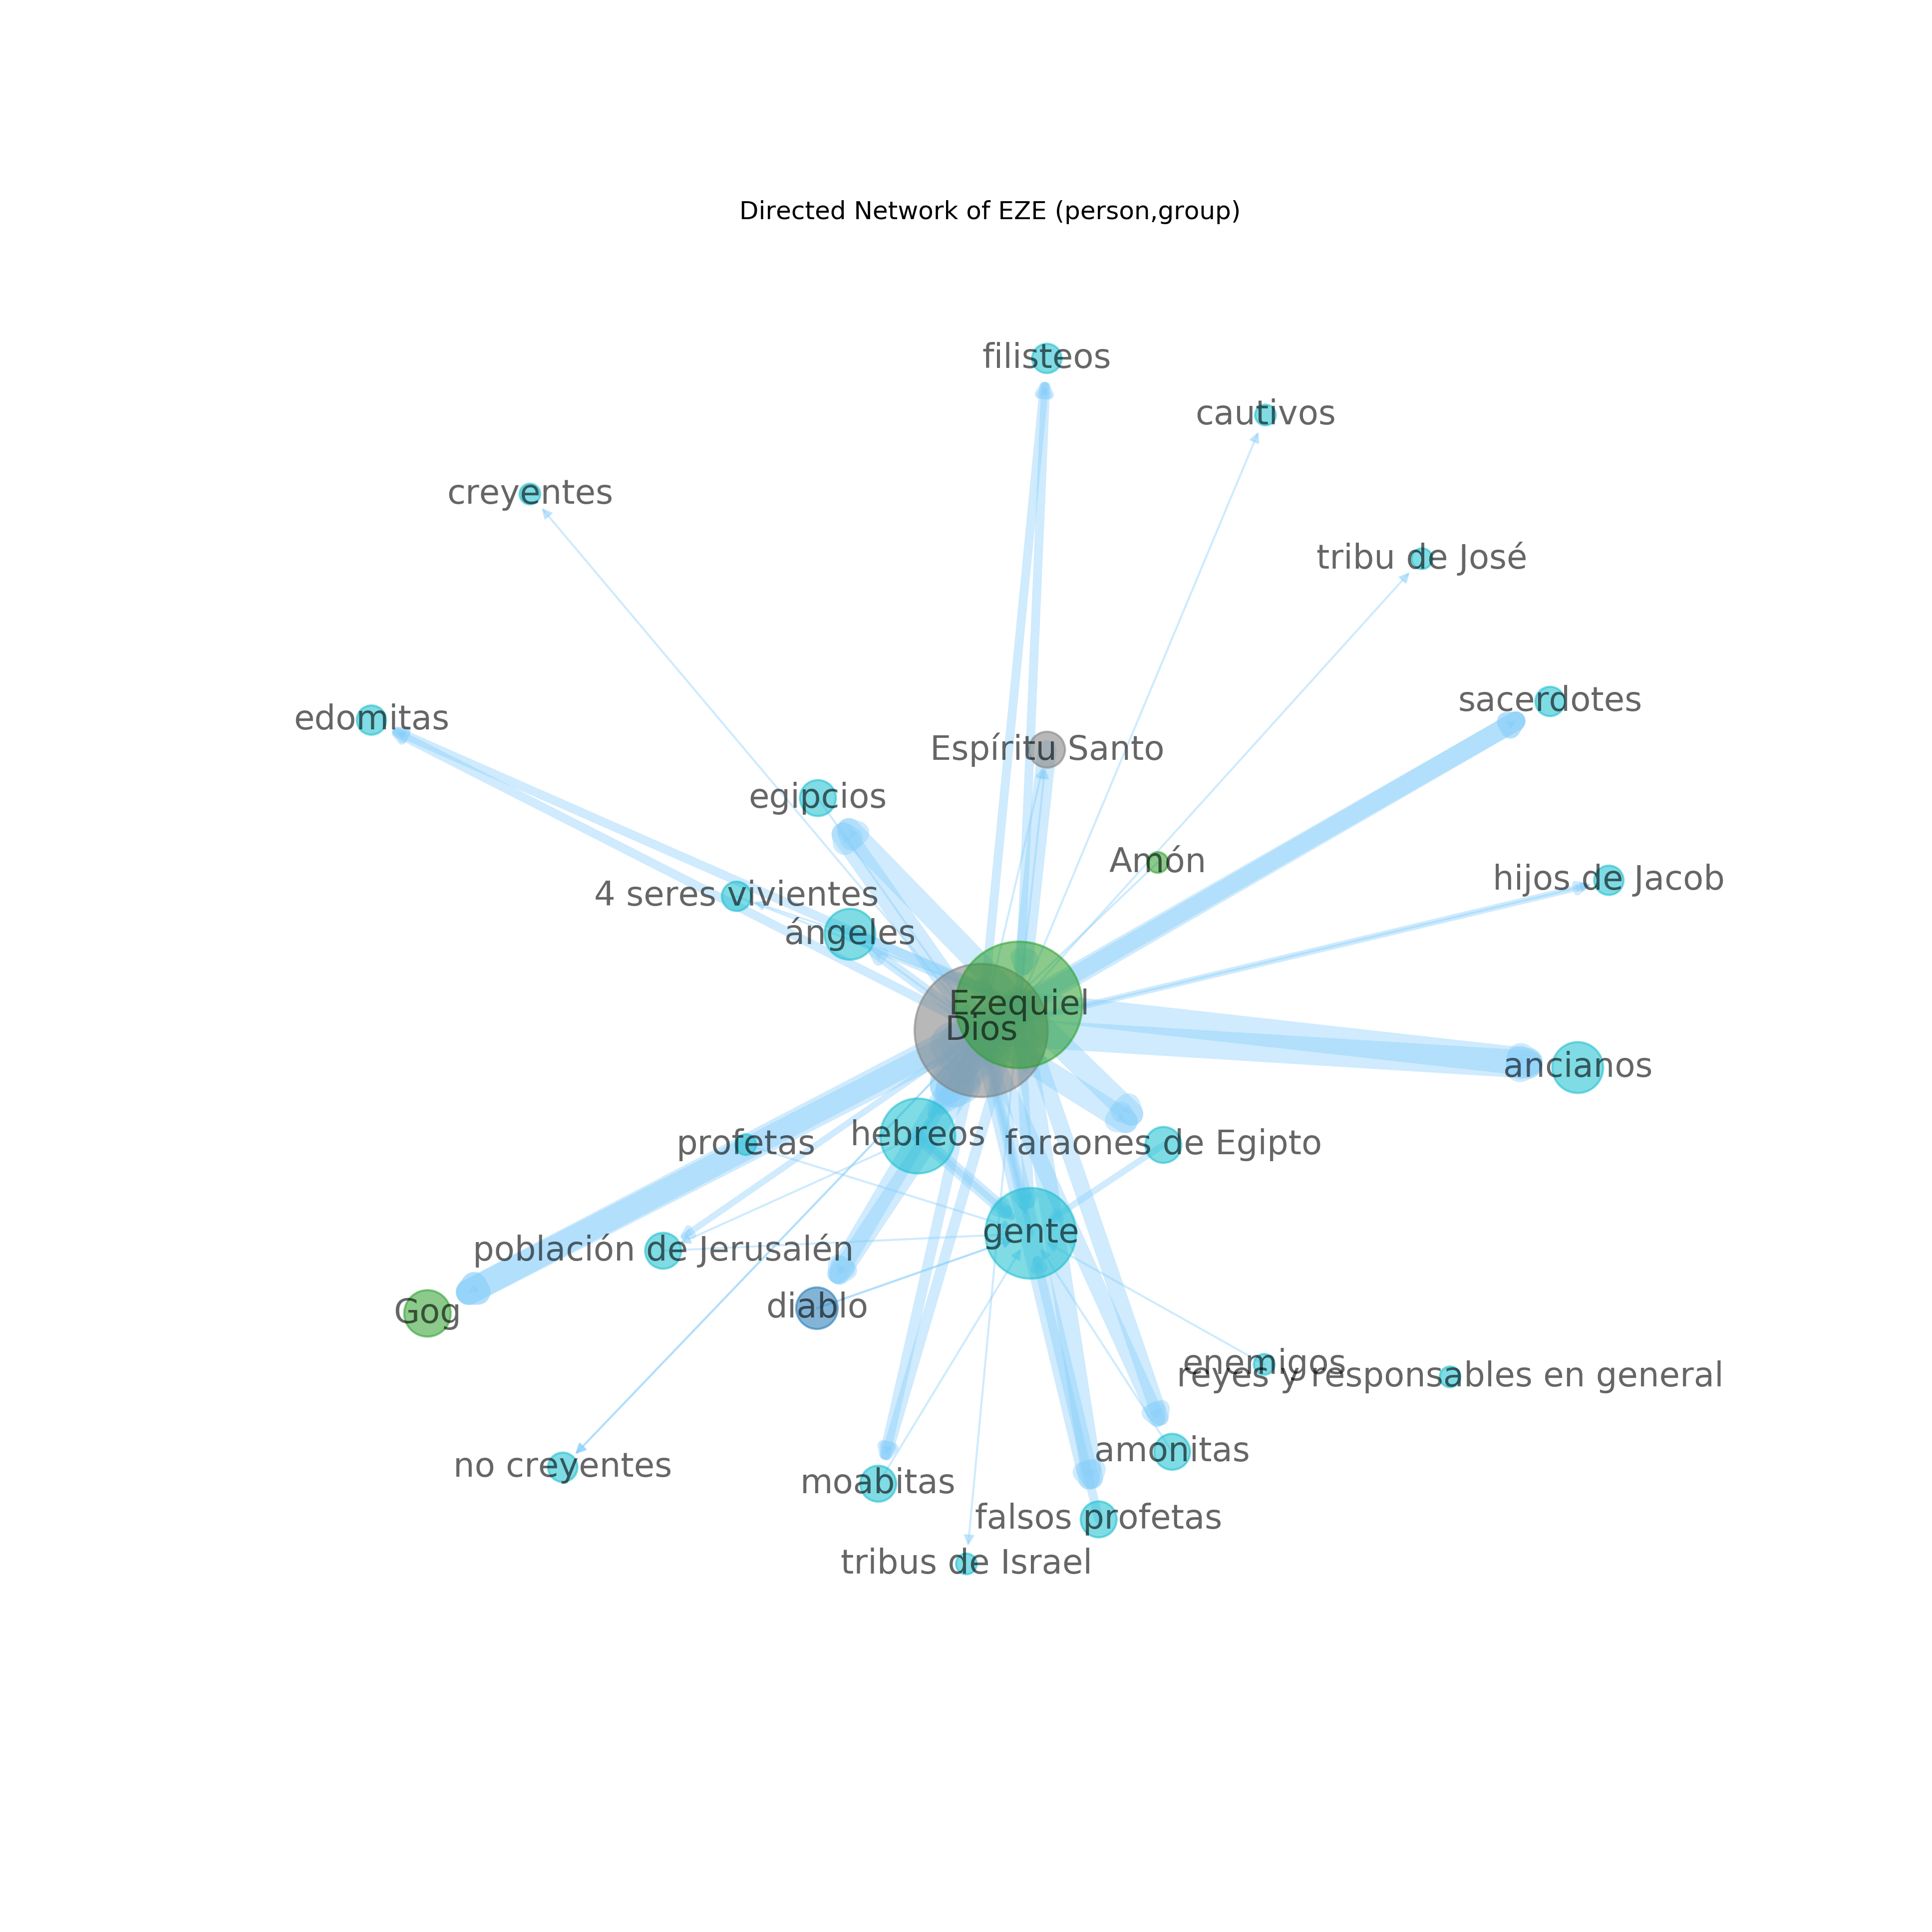 Directed Network of EZE (person,group)
filisteos
cautivos
creyentes
tribu de José
sacerdotes
edomitas
Espíritu Santo
egipcios
Amón
hijos de Jacob
4 seres vivientes
ángeles
Ezequiel
Dios
ancianos
hebreos
profetas
faraones de Egipto
gente
población de Jerusalén
diablo
Gog
enemigos
reyes y responsables en general
amonitas
no creyentes
moabitas
falsos profetas
tribus de Israel